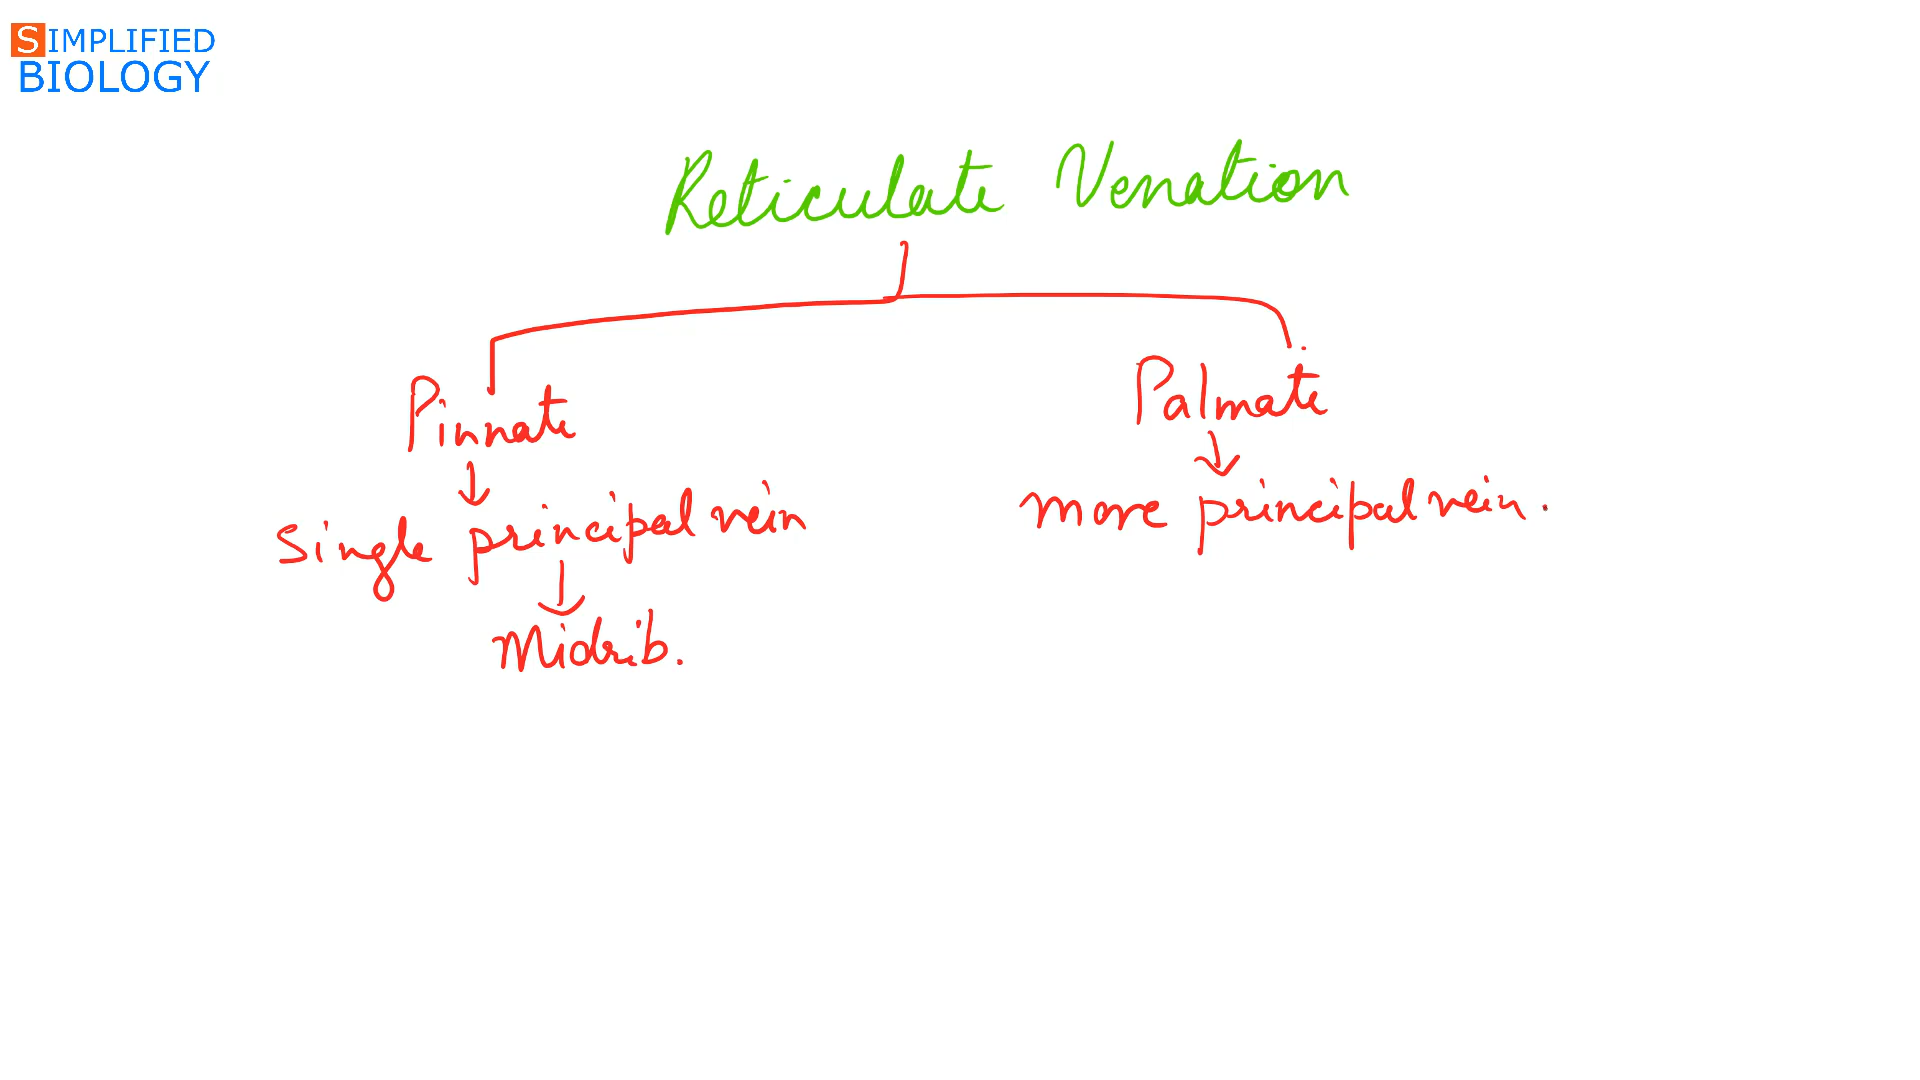 SIMPLIFIED
BIOLOGY
Reticulate Venation
Pinnate
Palmate
single principal vein
more principal vein.
Midrib.